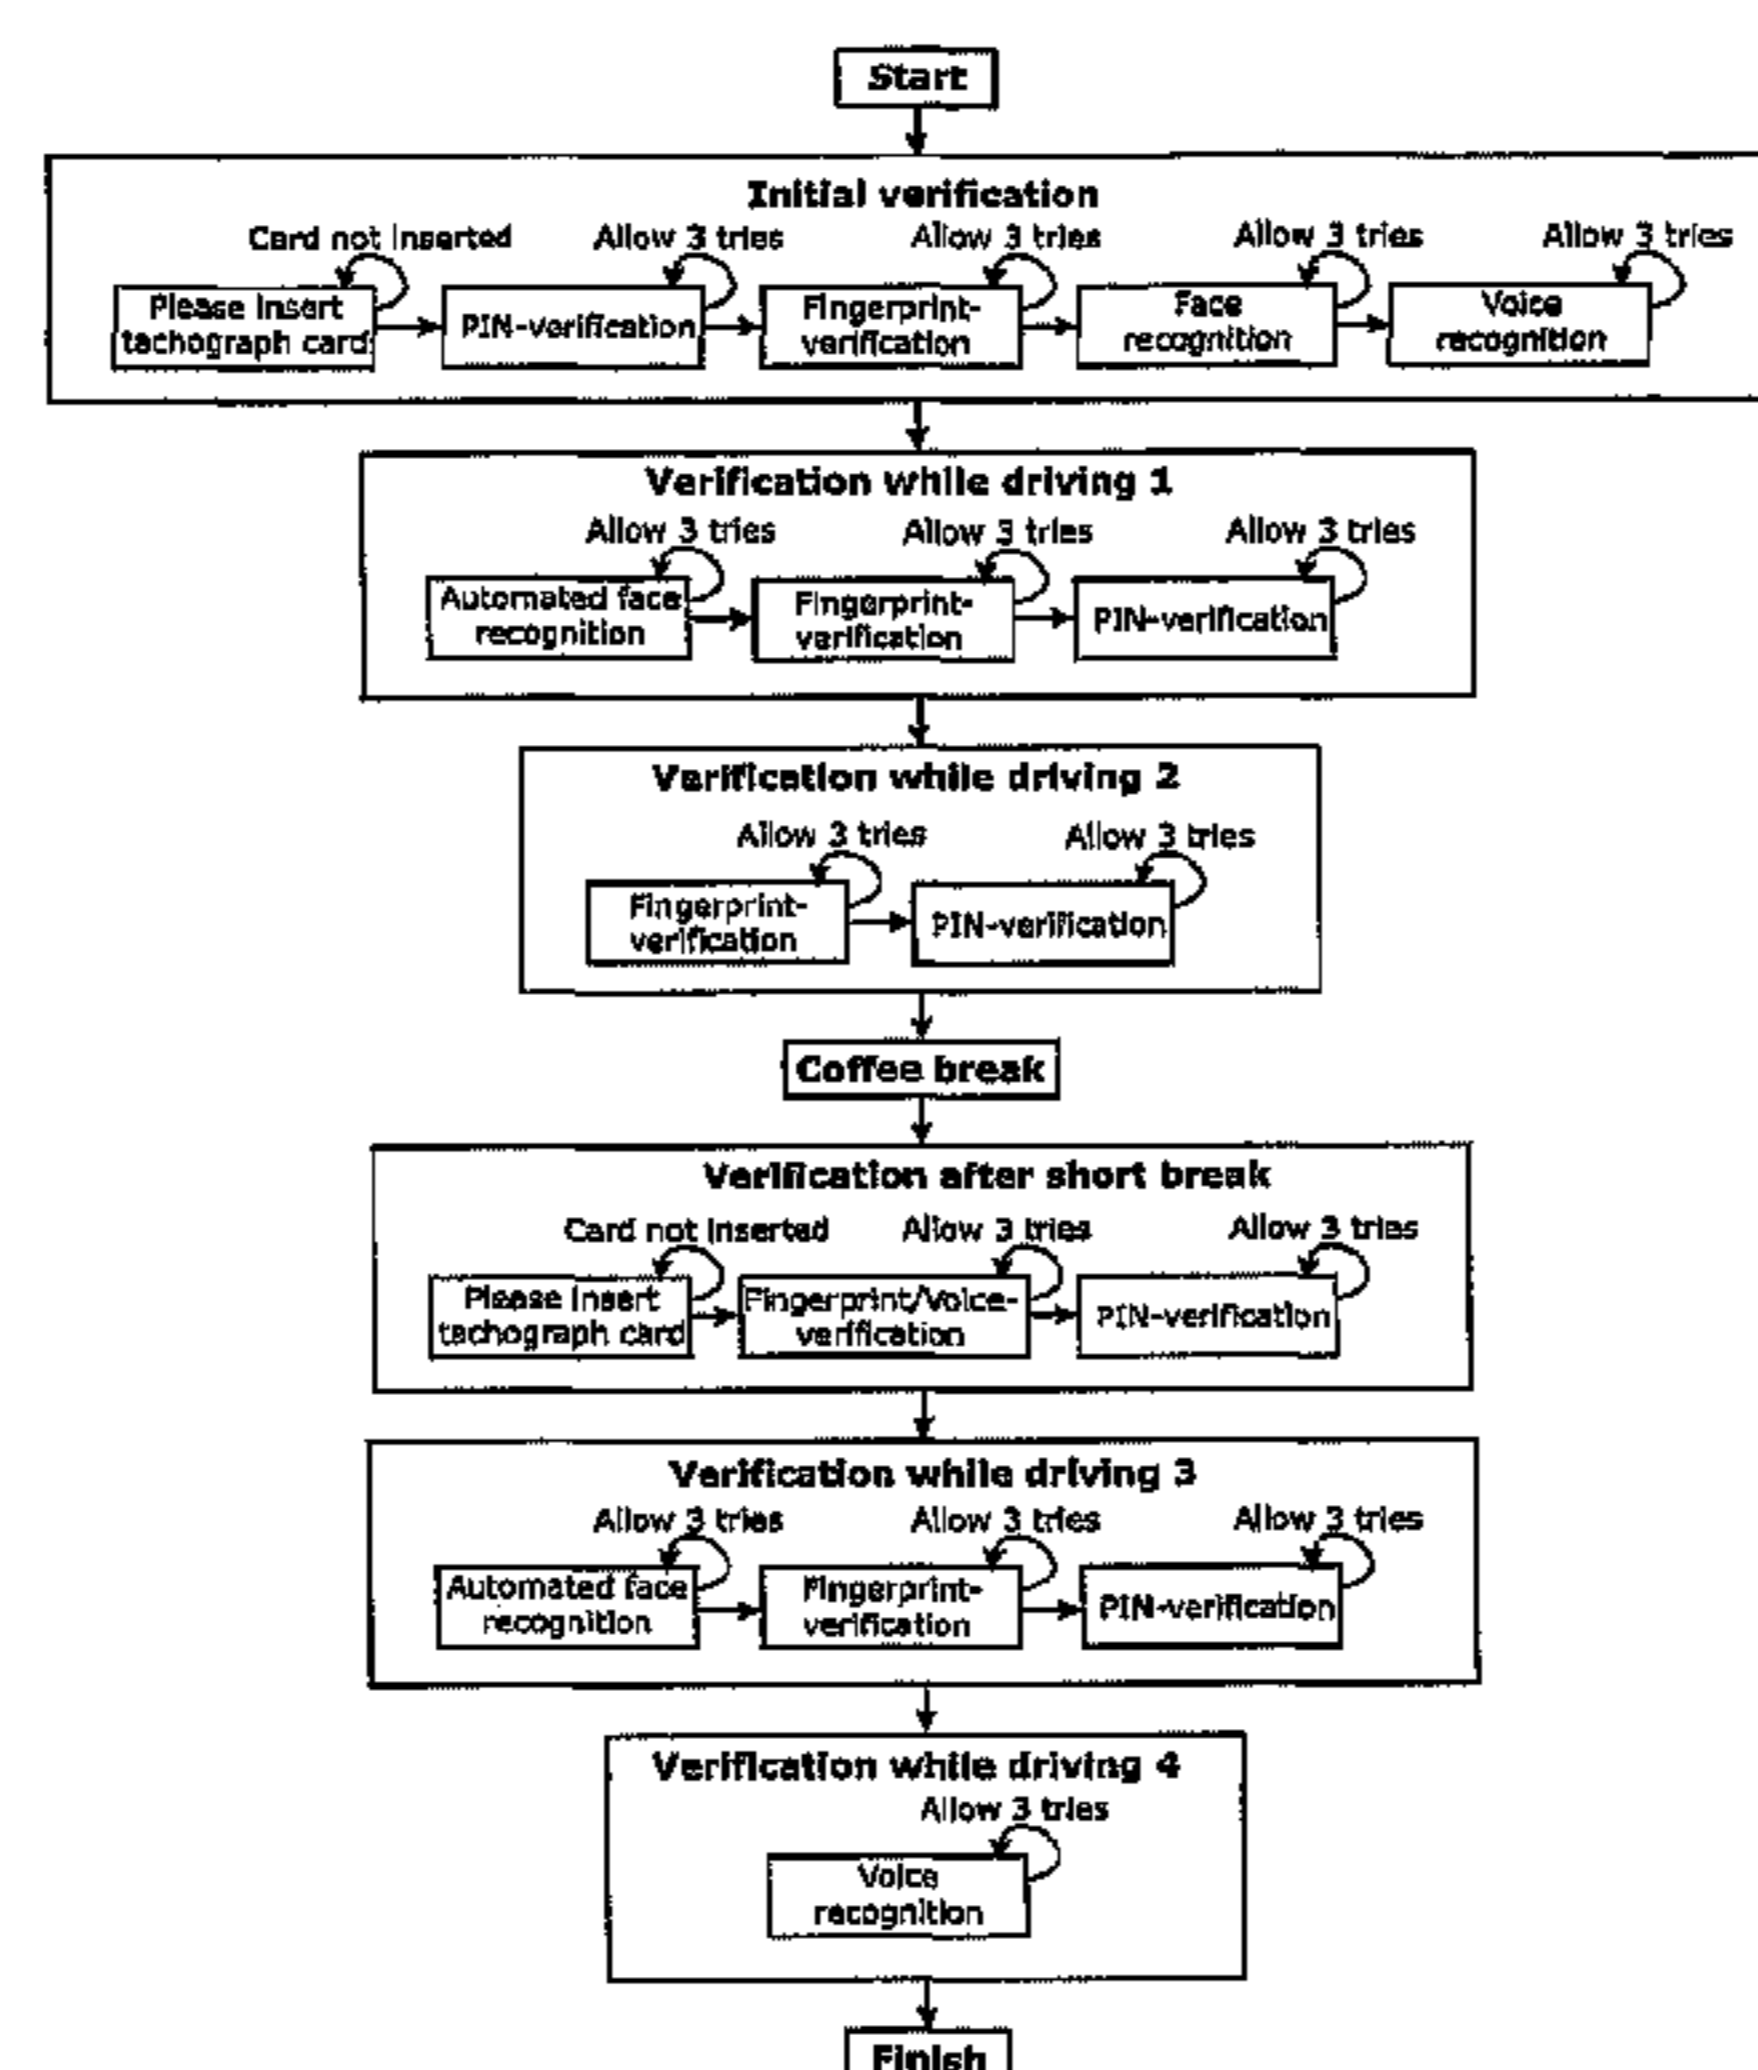 Start
Initial verification
Card not inserted
Allow 3 tries
Allow 3 tries
Allow 3 tries
Allow 3 tries
Please insert
tachograph card
PIN-verification
Fingerprint-
verification
Face
recognition
Voice
recognition
Verification while driving 1
Allow 3 tries
Allow 3 tries
Allow 3 tries
Automated face
recognition
Fingerprint-
verification
PIN-verification
Verification while driving 2
Allow 3 tries
Allow 3 tries
Fingerprint-
verification
PIN-verification
Coffee break
Verification after short break
Card not inserted
Allow 3 tries
Allow 3 tries
Please insert
tachograph card
Fingerprint/Voice-
verification
PIN-verification
Verification while driving 3
Allow 3 tries
Allow 3 tries
Allow 3 tries
Automated face
recognition
Fingerprint-
verification
PIN-verification
Verification while driving 4
Allow 3 tries
Voice
recognition
Finish